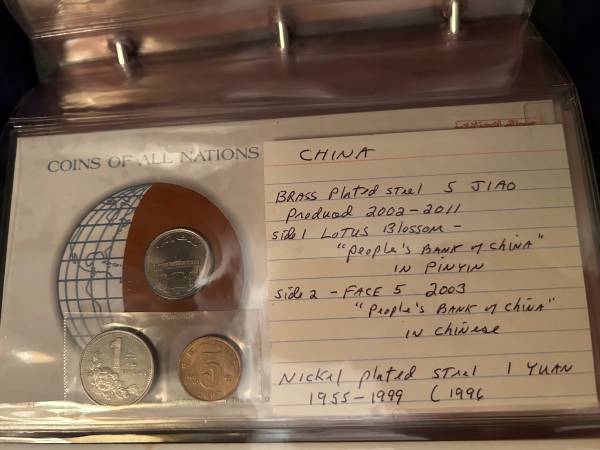 COINS OF ALL NATIONS
CHINA
BRASS Plated steel 5 JIAO
Produced 2002-2011
side 1 LOTUS Blossom -
"people's BANK of CHINA"
IN PINYIN
side 2 - FACE 5 2003
"People's BANK of CHINA"
IN CHINESE
NICKEL plated steel 1 YUAN
1955-1999 (1996
1
5